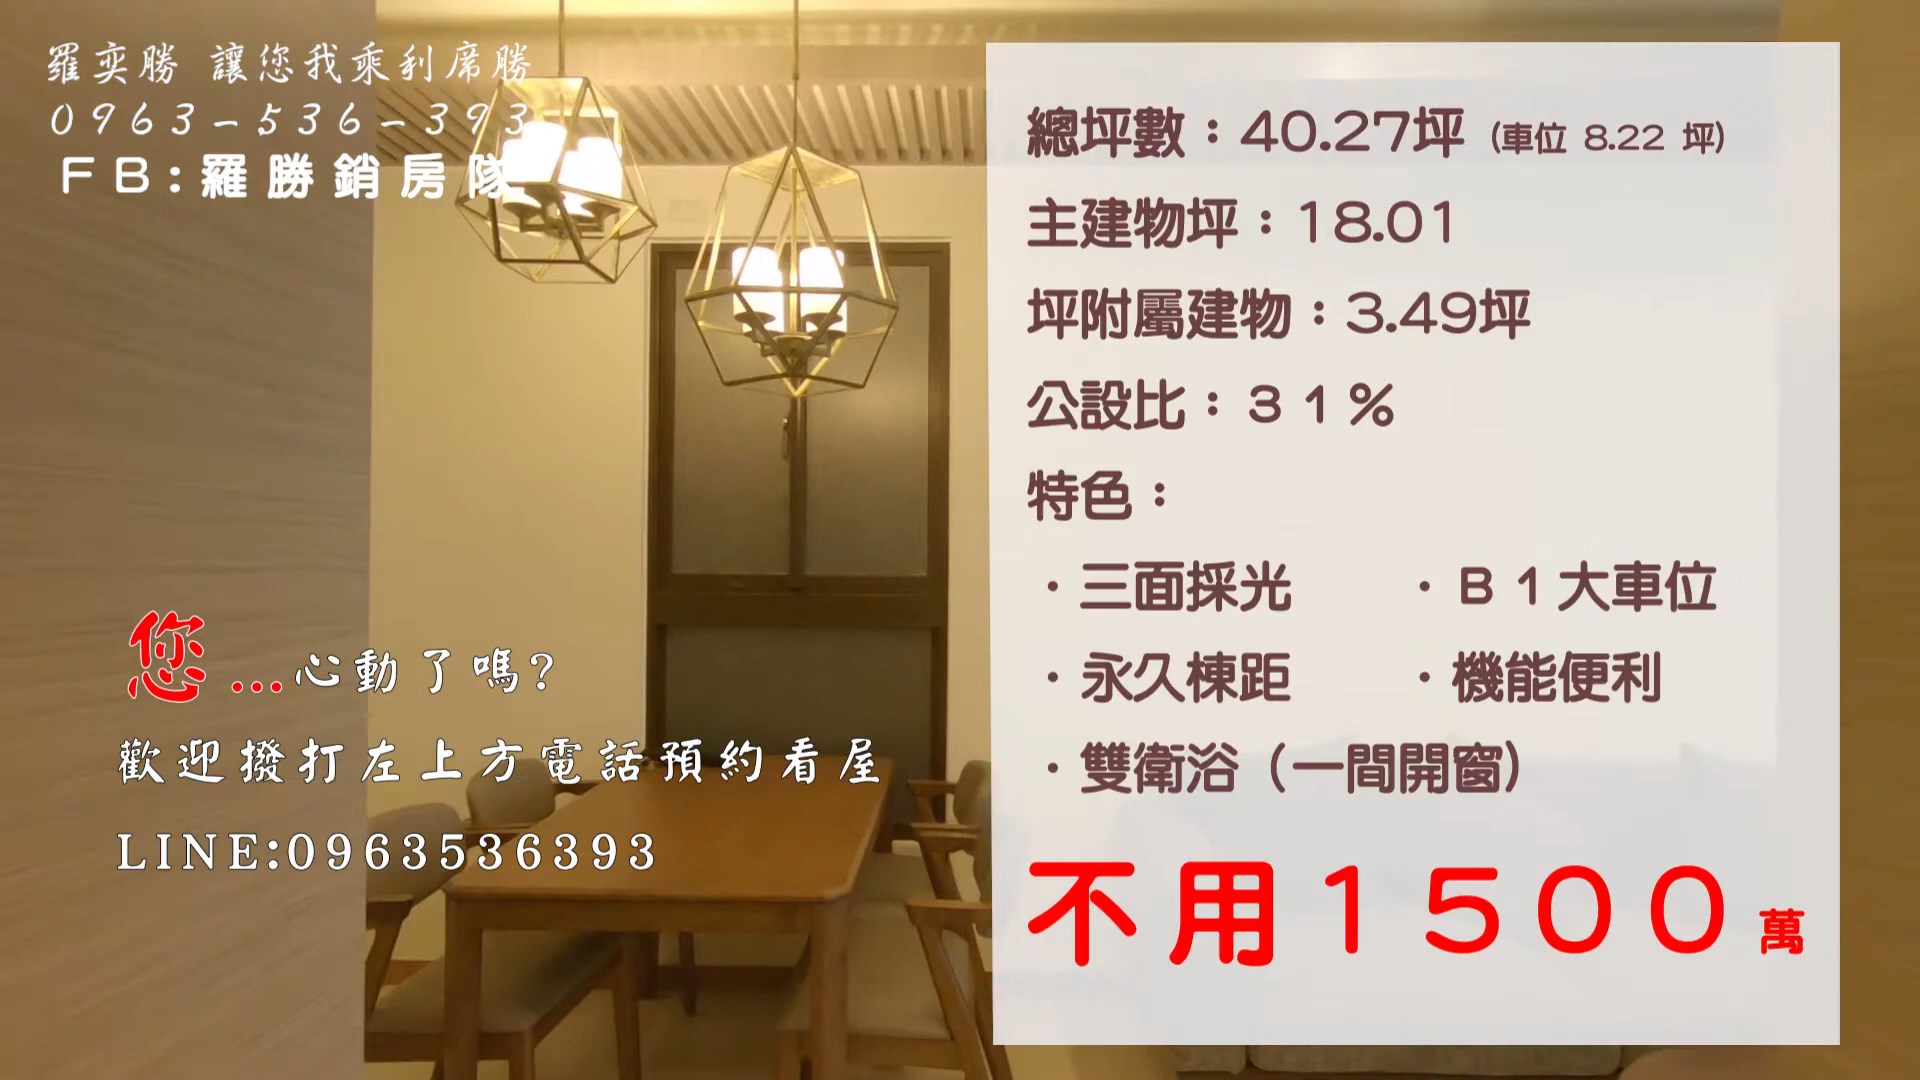 羅奕勝 讓您我乘利席勝
0963-536-393
FB:羅勝銷房隊
總坪數：40.27坪 (車位 8.22 坪)
主建物坪：18.01
坪附屬建物：3.49坪
公設比：31%
特色：
·三面採光 ·B1大車位
·永久棟距 ·機能便利
·雙衛浴（一間開窗）
不用1500萬
您...心動了嗎?
歡迎撥打左上方電話預約看屋
LINE:0963536393